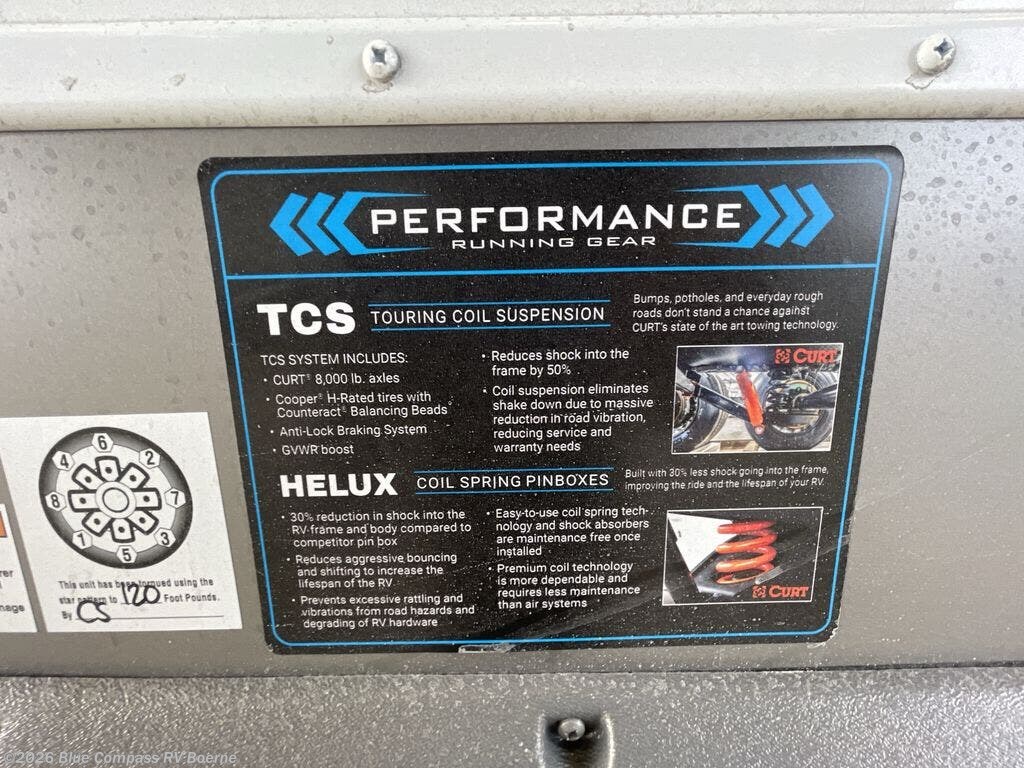 PERFORMANCE
RUNNING GEAR
TCS
TOURING COIL SUSPENSION
Bumps, potholes, and everyday rough
roads don't stand a chance against
CURT's state of the art towing technology.
TCS SYSTEM INCLUDES:
• CURT® 8,000 lb. axles
• Cooper® H-Rated tires with
Counteract® Balancing Beads
• Anti-Lock Braking System
• GVWR boost
• Reduces shock into the
frame by 50%
• Coil suspension eliminates
shake down due to massive
reduction in road vibration,
reducing service and
warranty needs
CURT
HELUX
COIL SPRING PINBOXES
Built with 30% less shock going into the frame,
improving the ride and the lifespan of your RV.
• 30% reduction in shock into the
RV frame and body compared to
competitor pin box
• Reduces aggressive bouncing
and shifting to increase the
lifespan of the RV
• Prevents excessive rattling and
vibrations from road hazards and
degrading of RV hardware
• Easy-to-use coil spring tech-
nology and shock absorbers
are maintenance free once
installed
• Premium coil technology
is more dependable and
requires less maintenance
than air systems
CURT
6
4 2
8 7
1 3
5
This unit has been torqued using the
star pattern to 120 Foot Pounds.
By CS
©2026 Blue Compass RV Boerne